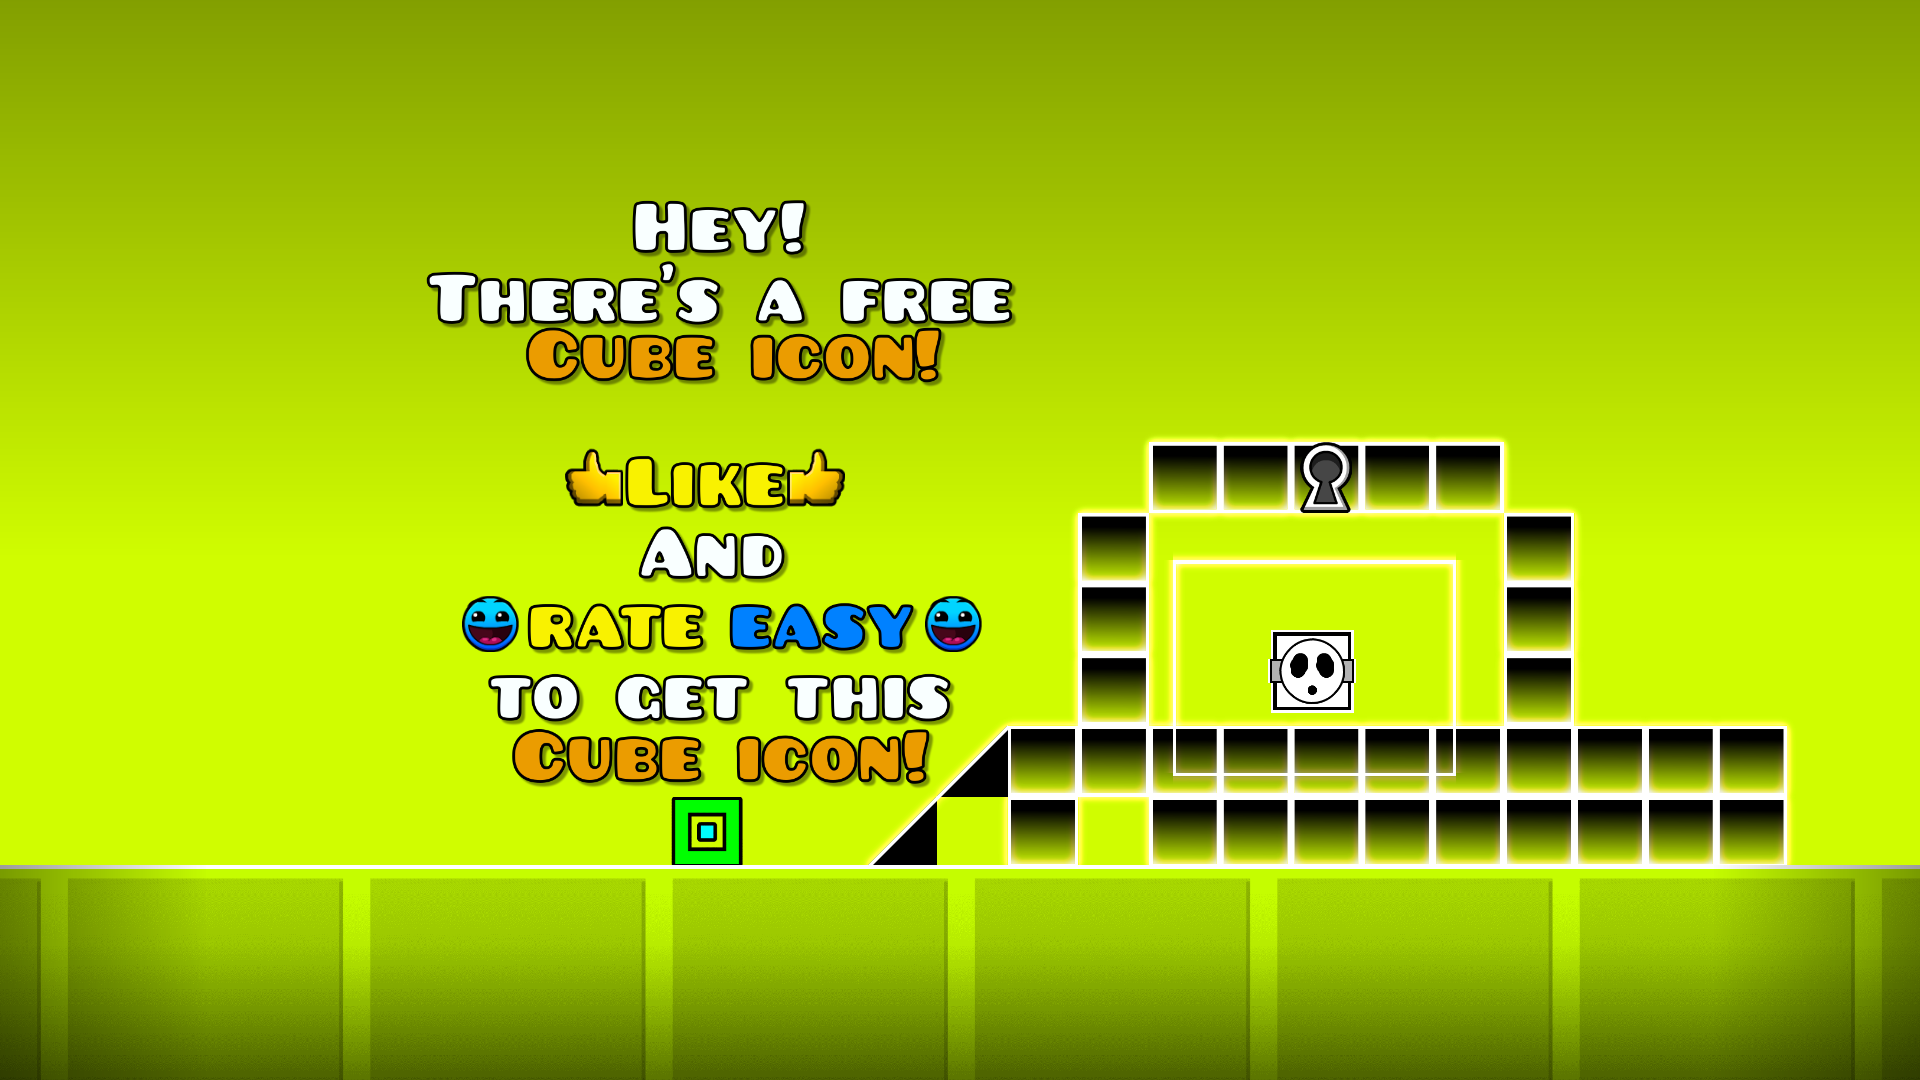 Hey!
There's a free
Cube icon!
Like
And
rate easy
to get this
Cube icon!